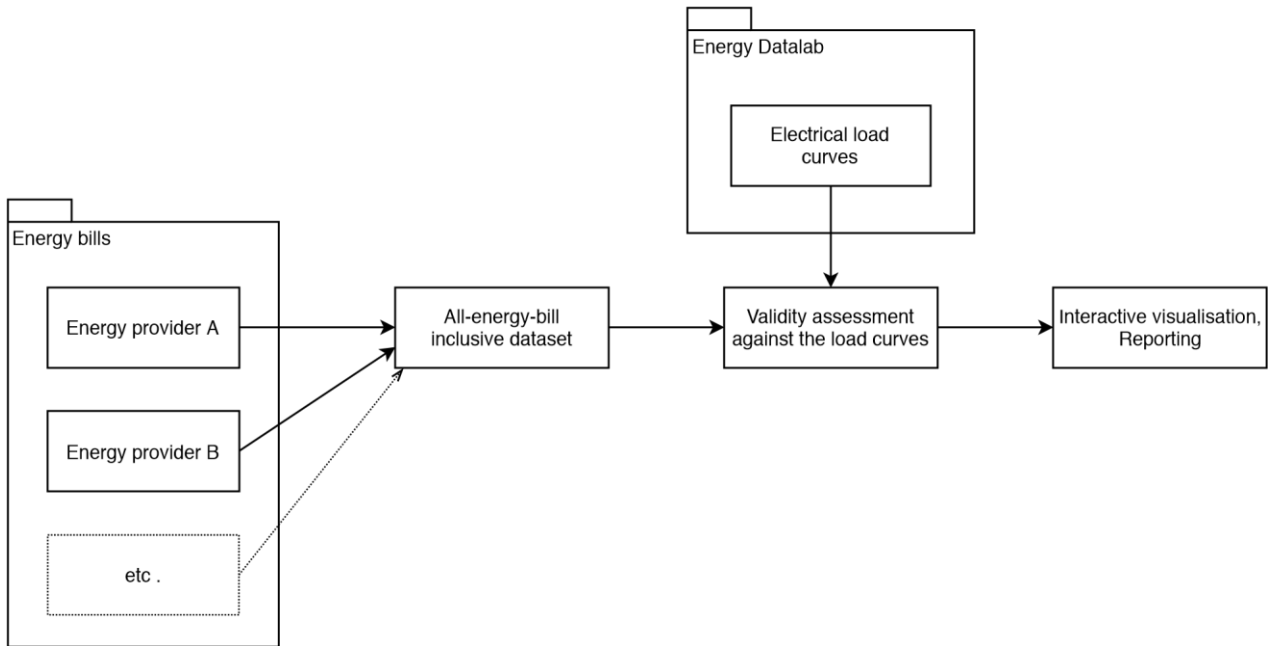 Energy Datalab
Electrical load
curves
Energy bills
Energy provider A
All-energy-bill
inclusive dataset
Validity assessment
against the load curves
Interactive visualisation,
Reporting
Energy provider B
etc .